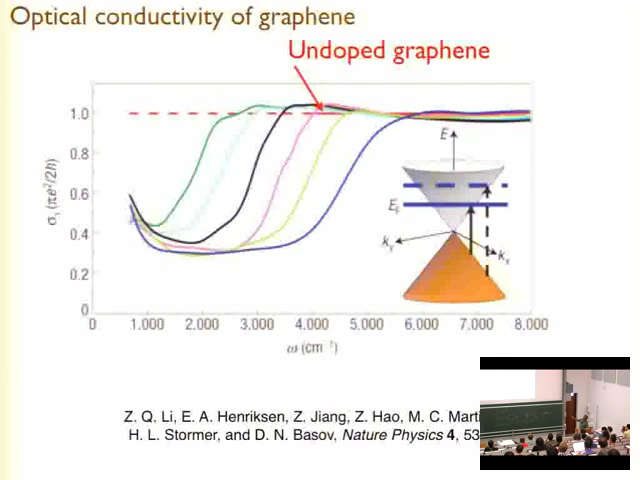 Optical conductivity of graphene
Undoped graphene
1.0
0.8
0.6
0.4
0.2
0
σ₁ (πe²/2h)
0
1,000
2,000
3,000
4,000
5,000
6,000
7,000
8,000
ω (cm⁻¹)
E
E_F
k_y
k_x
Z. Q. Li, E. A. Henriksen, Z. Jiang, Z. Hao, M. C. Marti
H. L. Stormer, and D. N. Basov, Nature Physics 4, 53